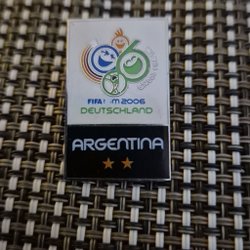 FIFA WM 2006
DEUTSCHLAND
ARGENTINA